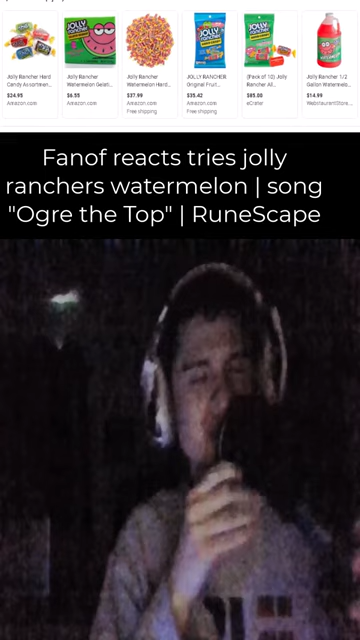 Jolly Rancher Hard
Candy Assortmen...
$24.95
Amazon.com
Jolly Rancher
Watermelon Gelati...
$6.55
Amazon.com
Jolly Rancher
Watermelon Hard...
$37.99
Amazon.com
Free shipping
JOLLY RANCHER
Original Fruit...
$35.42
Amazon.com
Free shipping
(Pack of 10) Jolly
Rancher All...
$85.00
eCrater
Jolly Rancher 1/2
Gallon Watermelo...
$14.99
WebstaurantStore...
Fanof reacts tries jolly
ranchers watermelon | song
"Ogre the Top" | RuneScape